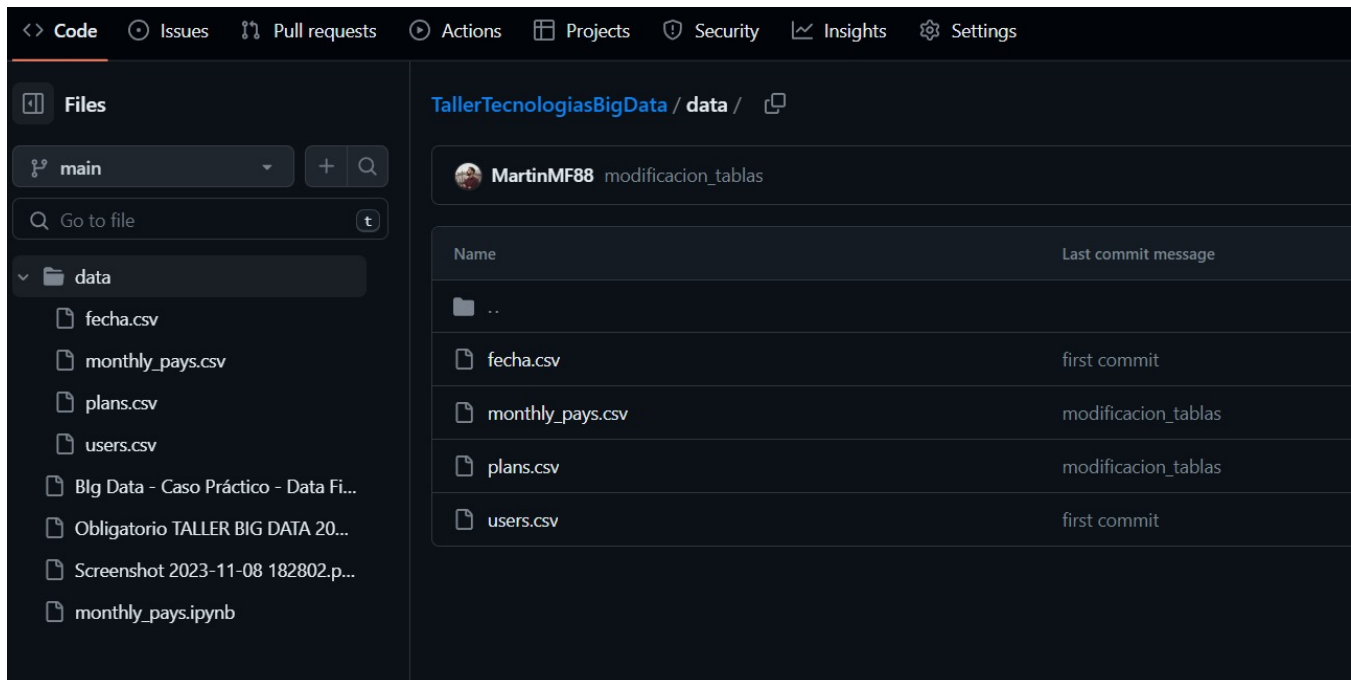 Code Issues Pull requests Actions Projects Security Insights Settings
Files
main
Go to file t
data
fecha.csv
monthly_pays.csv
plans.csv
users.csv
BIg Data - Caso Práctico - Data Fi...
Obligatorio TALLER BIG DATA 20...
Screenshot 2023-11-08 182802.p...
monthly_pays.ipynb
TallerTecnologiasBigData / data /
MartinMF88 modificacion_tablas
Name Last commit message
..
fecha.csv first commit
monthly_pays.csv modificacion_tablas
plans.csv modificacion_tablas
users.csv first commit